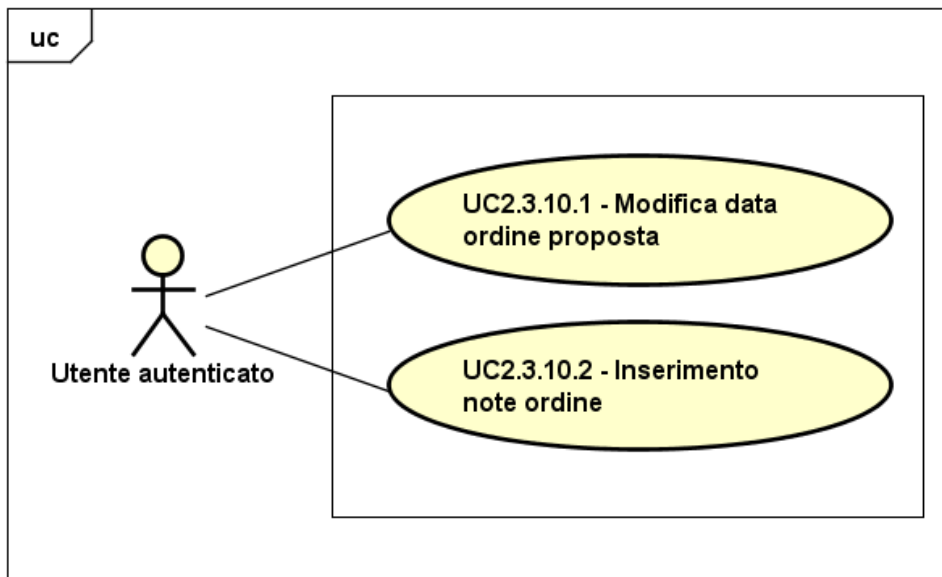 uc
UC2.3.10.1 - Modifica data
ordine proposta
Utente autenticato
UC2.3.10.2 - Inserimento
note ordine